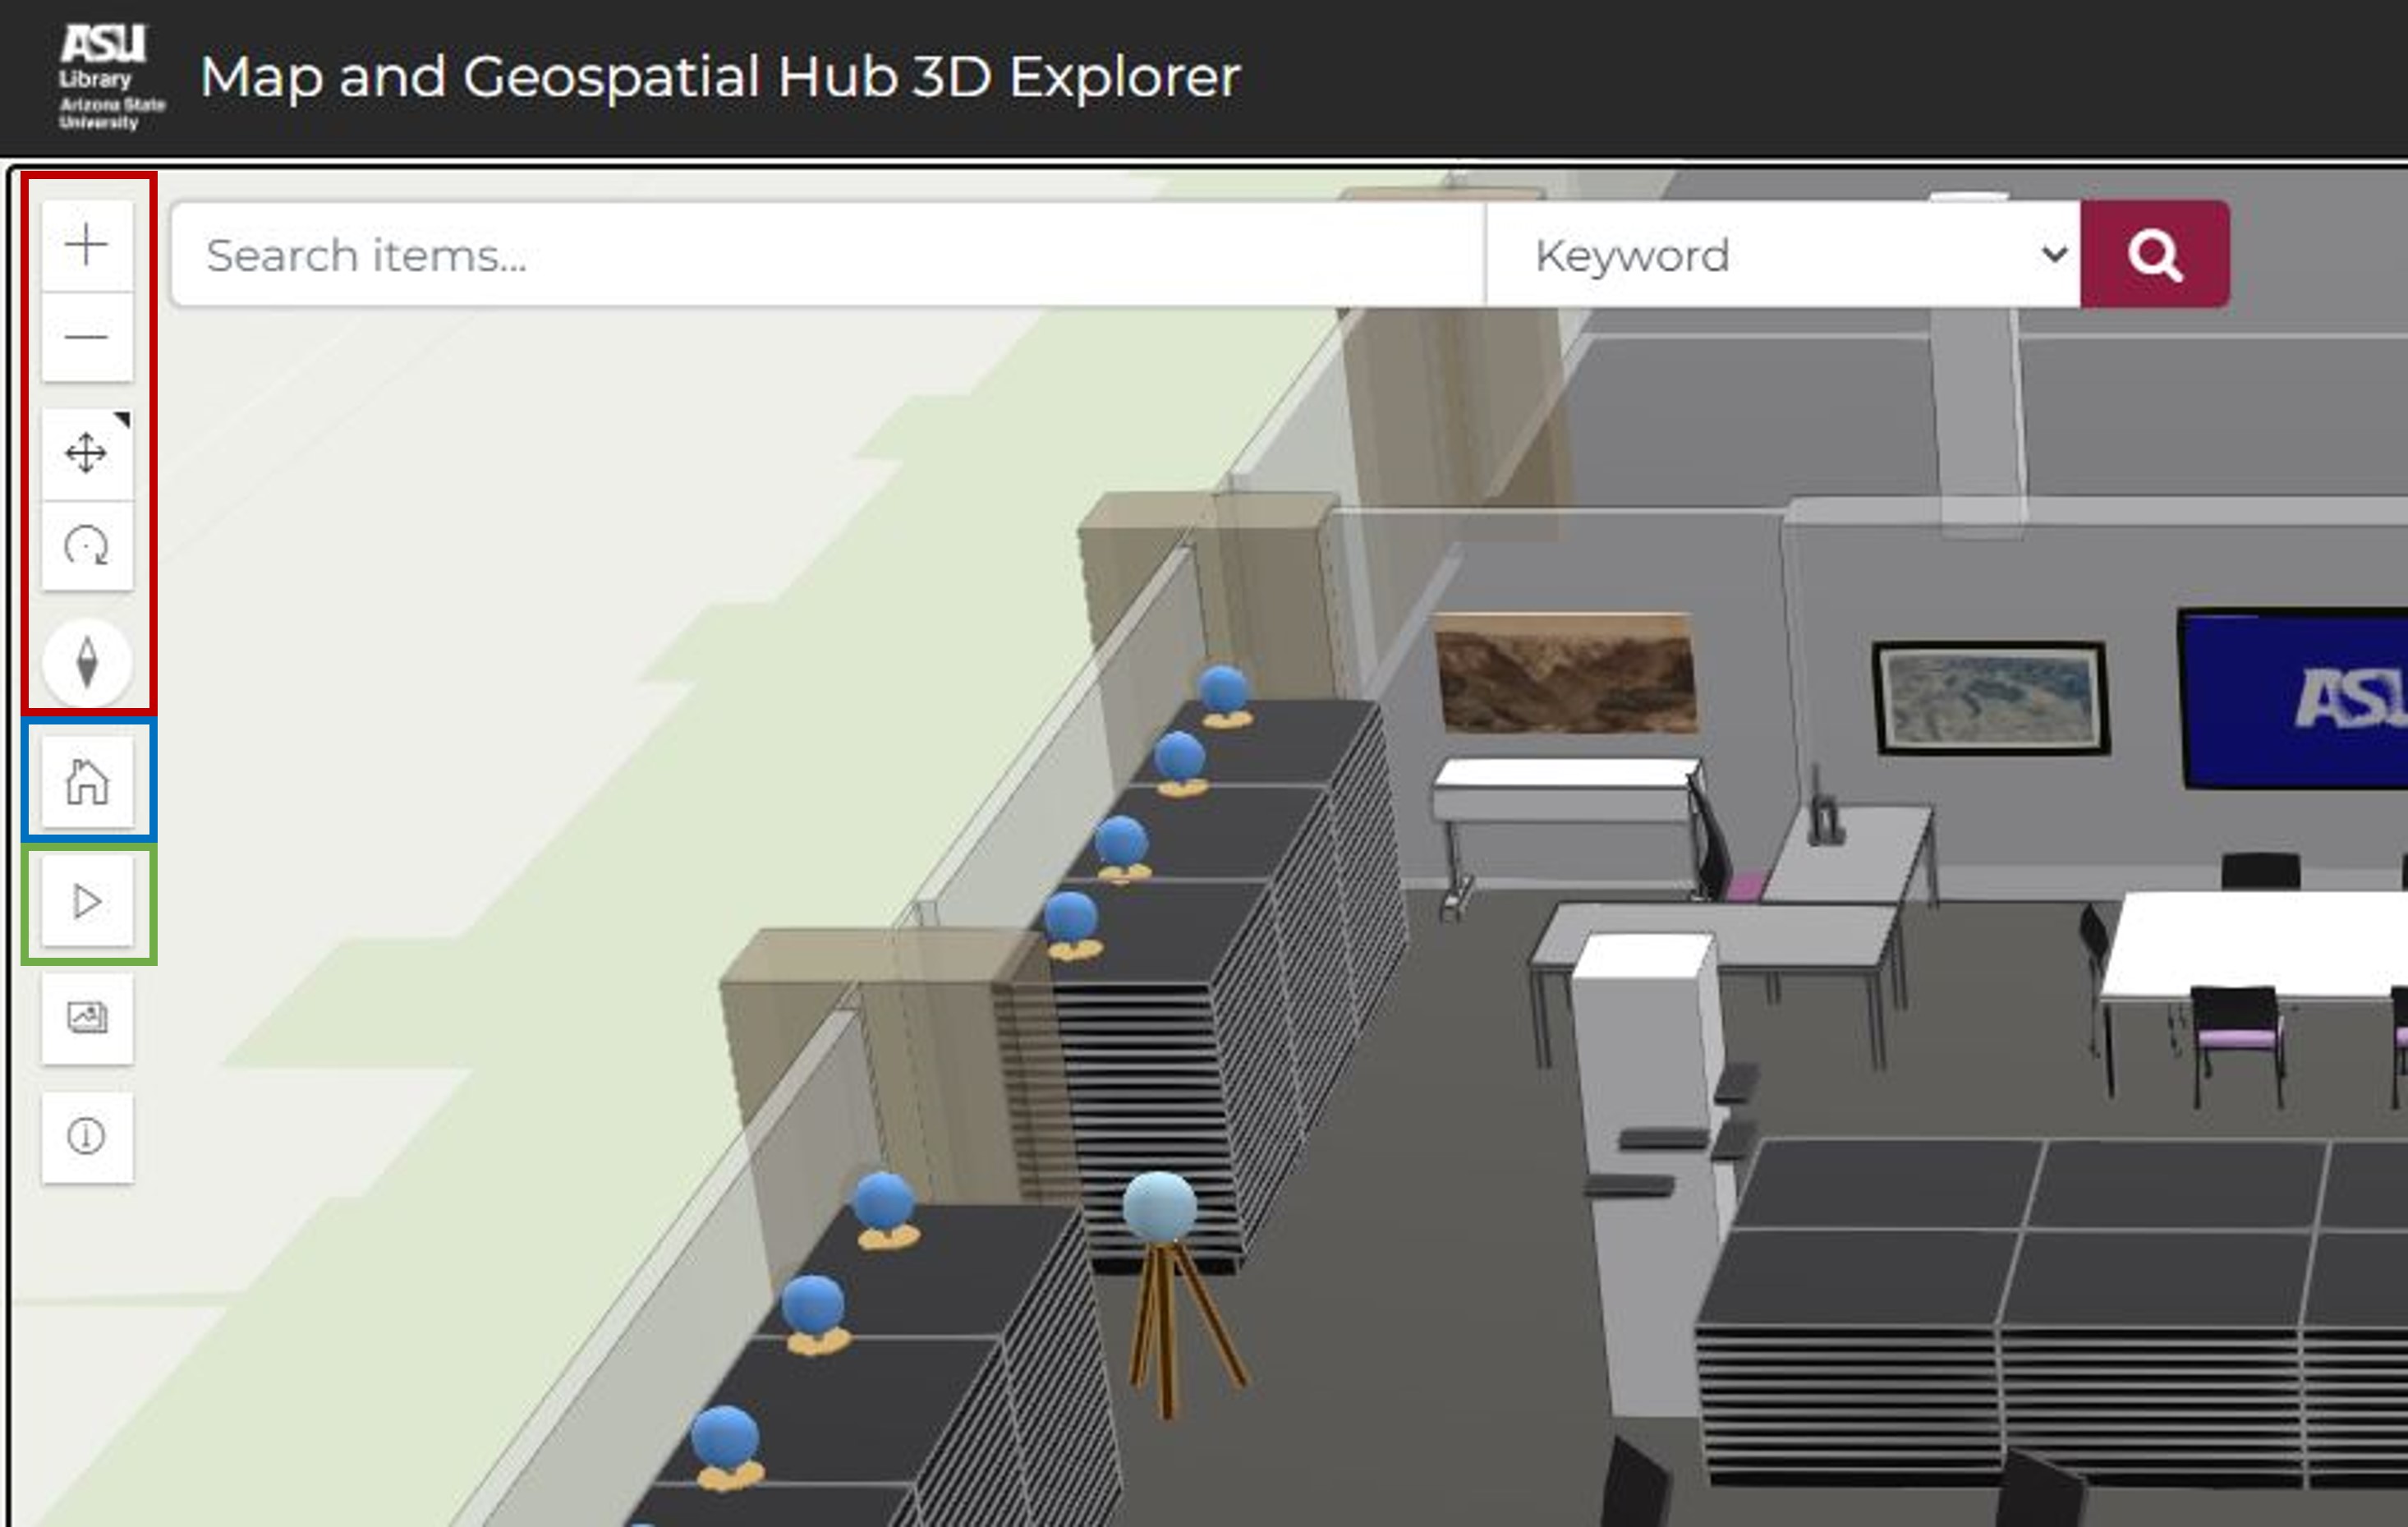 ASU
Library
Arizona State
University
Map and Geospatial Hub 3D Explorer
Search items...
Keyword
ASU